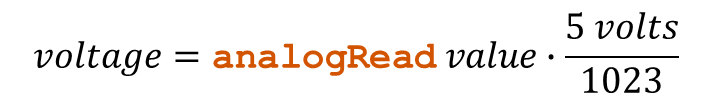 voltage = analogRead value · 5 volts / 1023